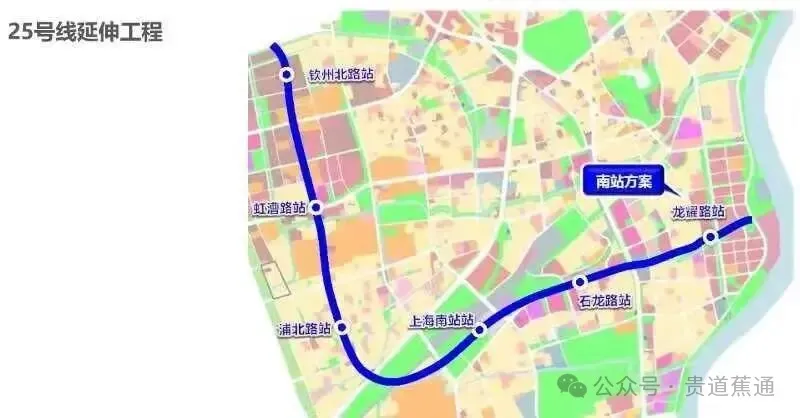 25号线延伸工程
钦州北路站
南站方案
虹漕路站
龙耀路站
石龙路站
上海南站站
浦北路站
公众号·贵道蕉通